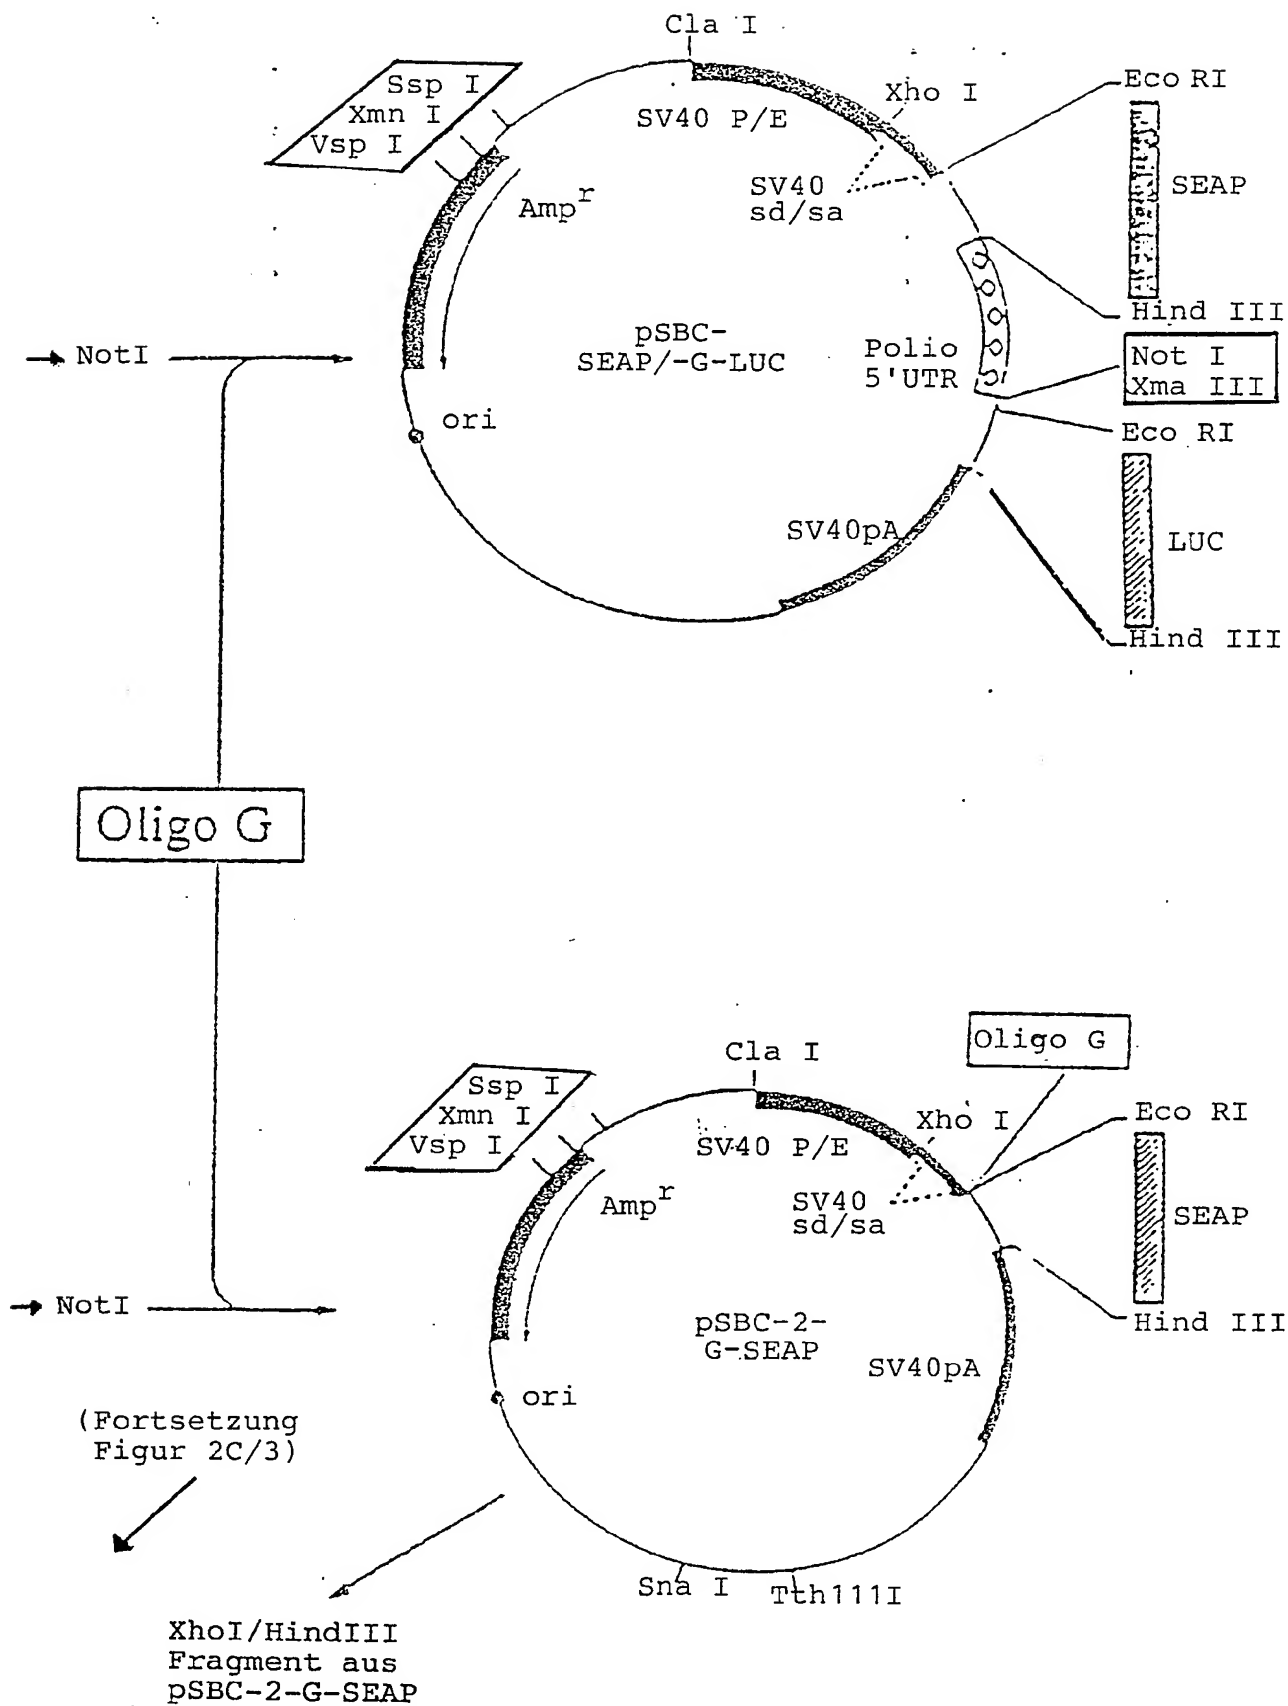 Cla I
Ssp I
Xmn I
Vsp I
SV40 P/E
Xho I
Eco RI
SEAP
SV40
sd/sa
Amp^r
Hind III
→ NotI
pSBC-
SEAP/-G-LUC
Polio
5'UTR
Not I
Xma III
ori
Eco RI
SV40pA
LUC
Hind III
Oligo G
Oligo G
Cla I
Ssp I
Xmn I
Vsp I
SV40 P/E
Xho I
Eco RI
SV40
sd/sa
Amp^r
SEAP
→ NotI
pSBC-2-
G-SEAP
Hind III
SV40pA
ori
(Fortsetzung
Figur 2C/3)
Sna I
Tth111I
XhoI/HindIII
Fragment aus
pSBC-2-G-SEAP